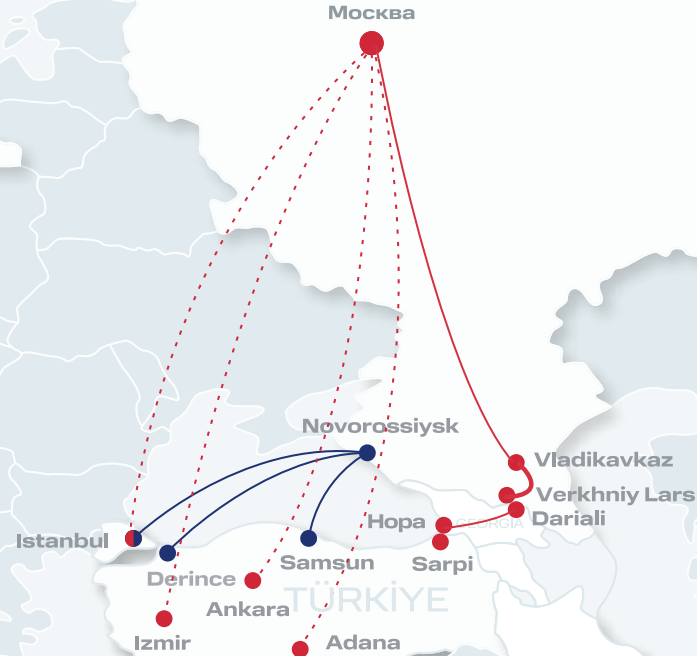 Москва
Novorossiysk
Vladikavkaz
Verkhniy Lars
Hopa
GEORGIA
Dariali
Istanbul
Samsun
Sarpi
Derince
TÜRKİYE
Ankara
Izmir
Adana